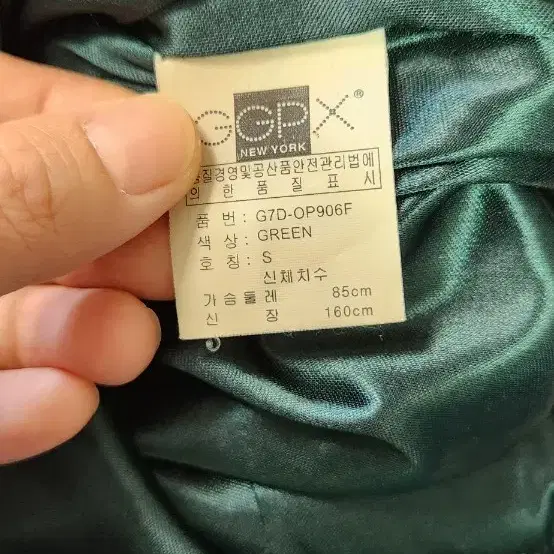 GGPX®
NEW YORK
품질경영및공산품안전관리법에
의한품질표시
품 번 : G7D-OP906F
색 상 : GREEN
호 칭 : S
신체치수
가슴둘레 85cm
신 장 160cm